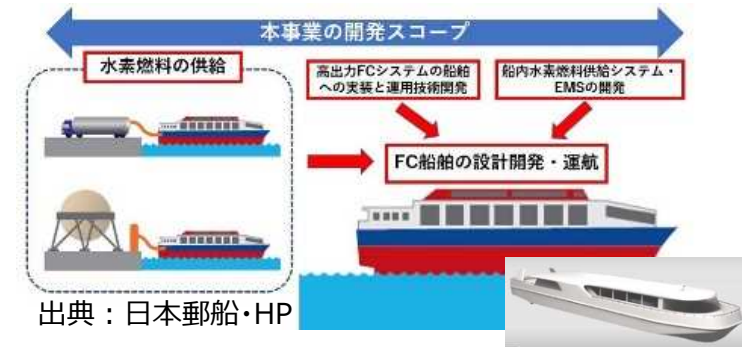 本事業の開発スコープ
水素燃料の供給
高出力FCシステムの船舶
への実装と運用技術開発
船内水素燃料供給システム・
EMSの開発
FC船舶の設計開発・運航
出典：日本郵船・HP